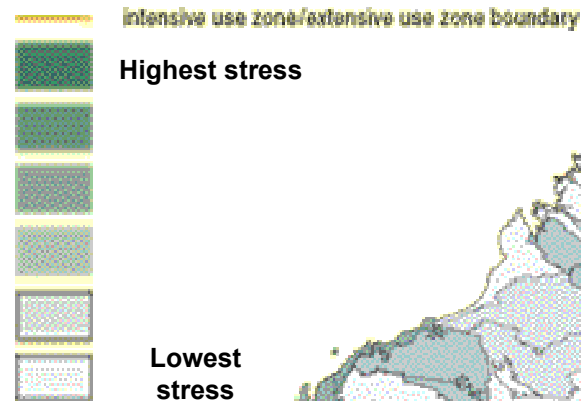 intensive use zone/extensive use zone boundary
Highest stress
Lowest
stress